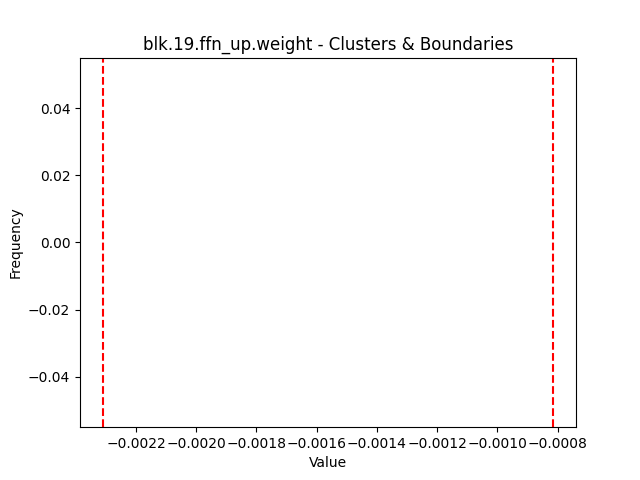 blk.19.ffn_up.weight - Clusters & Boundaries
Frequency
0.04
0.02
0.00
−0.02
−0.04
−0.0022 −0.0020 −0.0018 −0.0016 −0.0014 −0.0012 −0.0010 −0.0008
Value